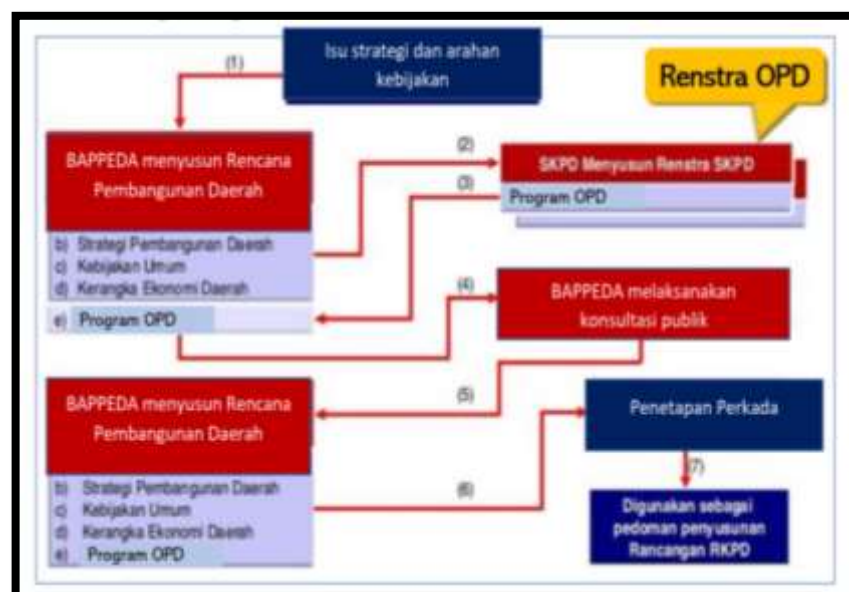 Isu strategi dan arahan
kebijakan
(1)
Renstra OPD
BAPPEDA menyusun Rencana
Pembangunan Daerah
b) Strategi Pembangunan Daerah
c) Kebijakan Umum
d) Kerangka Ekonomi Daerah
e) Program OPD
(2)
SKPD Menyusun Renstra SKPD
Program OPD
(3)
(4)
BAPPEDA melaksanakan
konsultasi publik
(5)
BAPPEDA menyusun Rencana
Pembangunan Daerah
b) Strategi Pembangunan Daerah
c) Kebijakan Umum
d) Kerangka Ekonomi Daerah
e) Program OPD
(6)
Penetapan Perkada
(7)
Digunakan sebagai
pedoman penyusunan
Rancangan RKPD